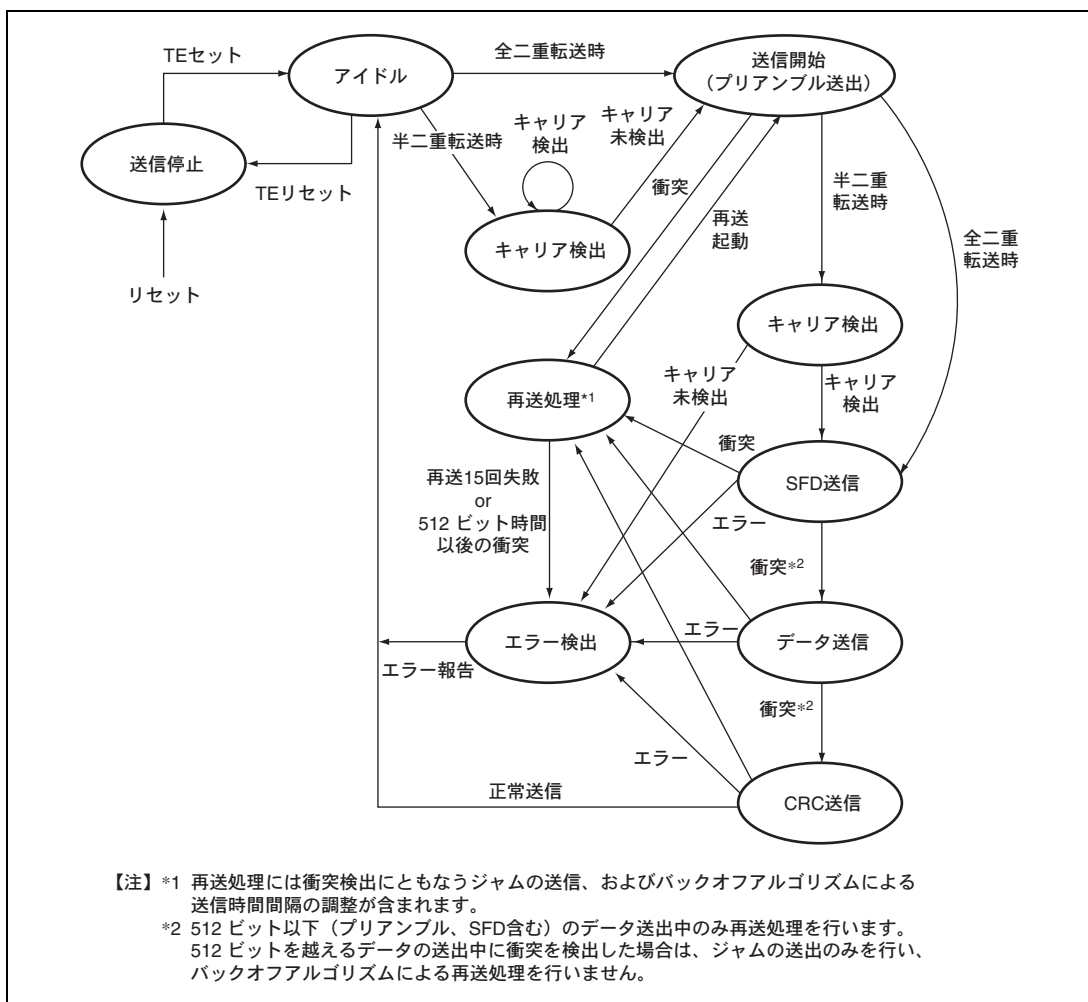 TEセット
アイドル
全二重転送時
送信開始
（プリアンブル送出）
送信停止
TEリセット
リセット
半二重転送時
キャリア
検出
キャリア検出
キャリア
未検出
衝突
再送
起動
半二重
転送時
全二重
転送時
キャリア検出
キャリア
未検出
キャリア
検出
再送処理*1
衝突
SFD送信
再送15回失敗
or
512 ビット時間
以後の衝突
エラー
衝突*2
エラー検出
エラー
データ送信
エラー報告
衝突*2
エラー
正常送信
CRC送信
【注】*1 再送処理には衝突検出にともなうジャムの送信、およびバックオフアルゴリズムによる
送信時間間隔の調整が含まれます。
*2 512 ビット以下（プリアンブル、SFD含む）のデータ送出中のみ再送処理を行います。
512 ビットを越えるデータの送出中に衝突を検出した場合は、ジャムの送出のみを行い、
バックオフアルゴリズムによる再送処理を行いません。